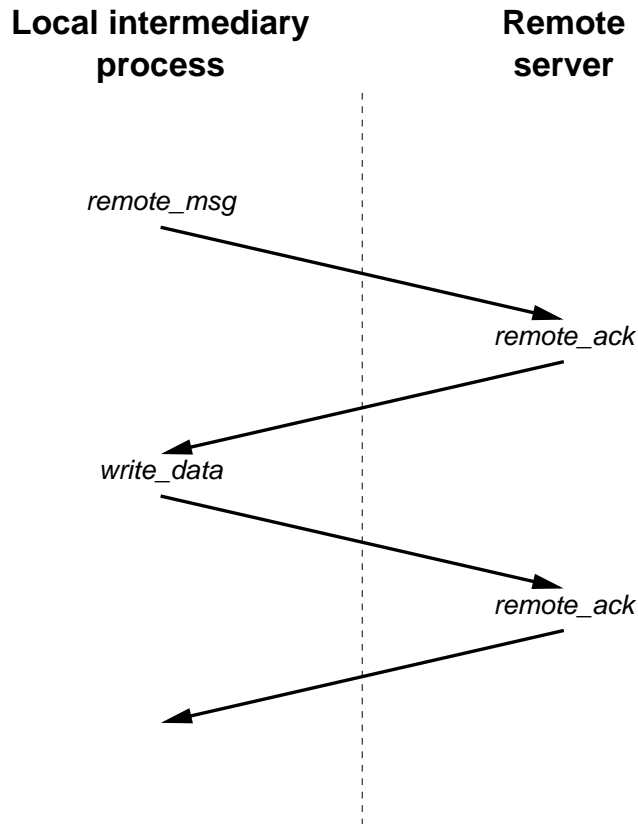 Local intermediary
process
Remote
server
remote_msg
remote_ack
write_data
remote_ack